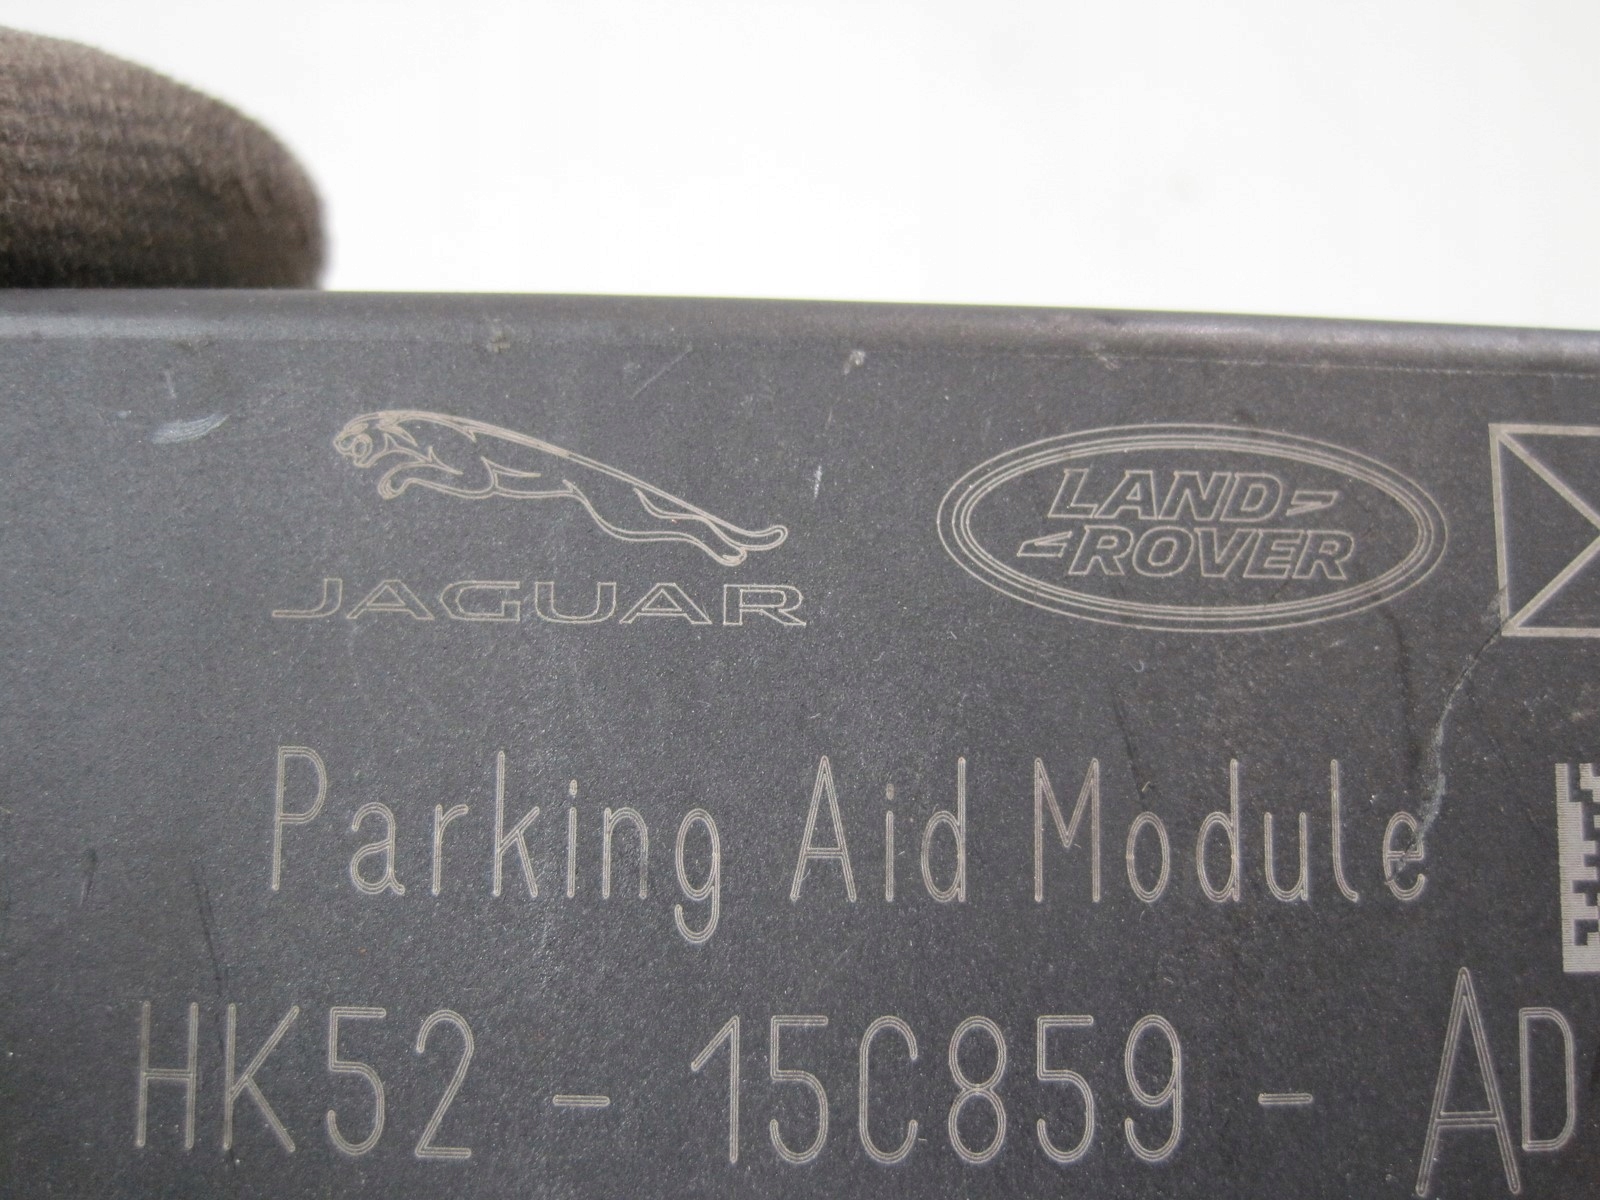 JAGUAR
LAND
ROVER
Parking Aid Module
HK52 - 15C859 - AD